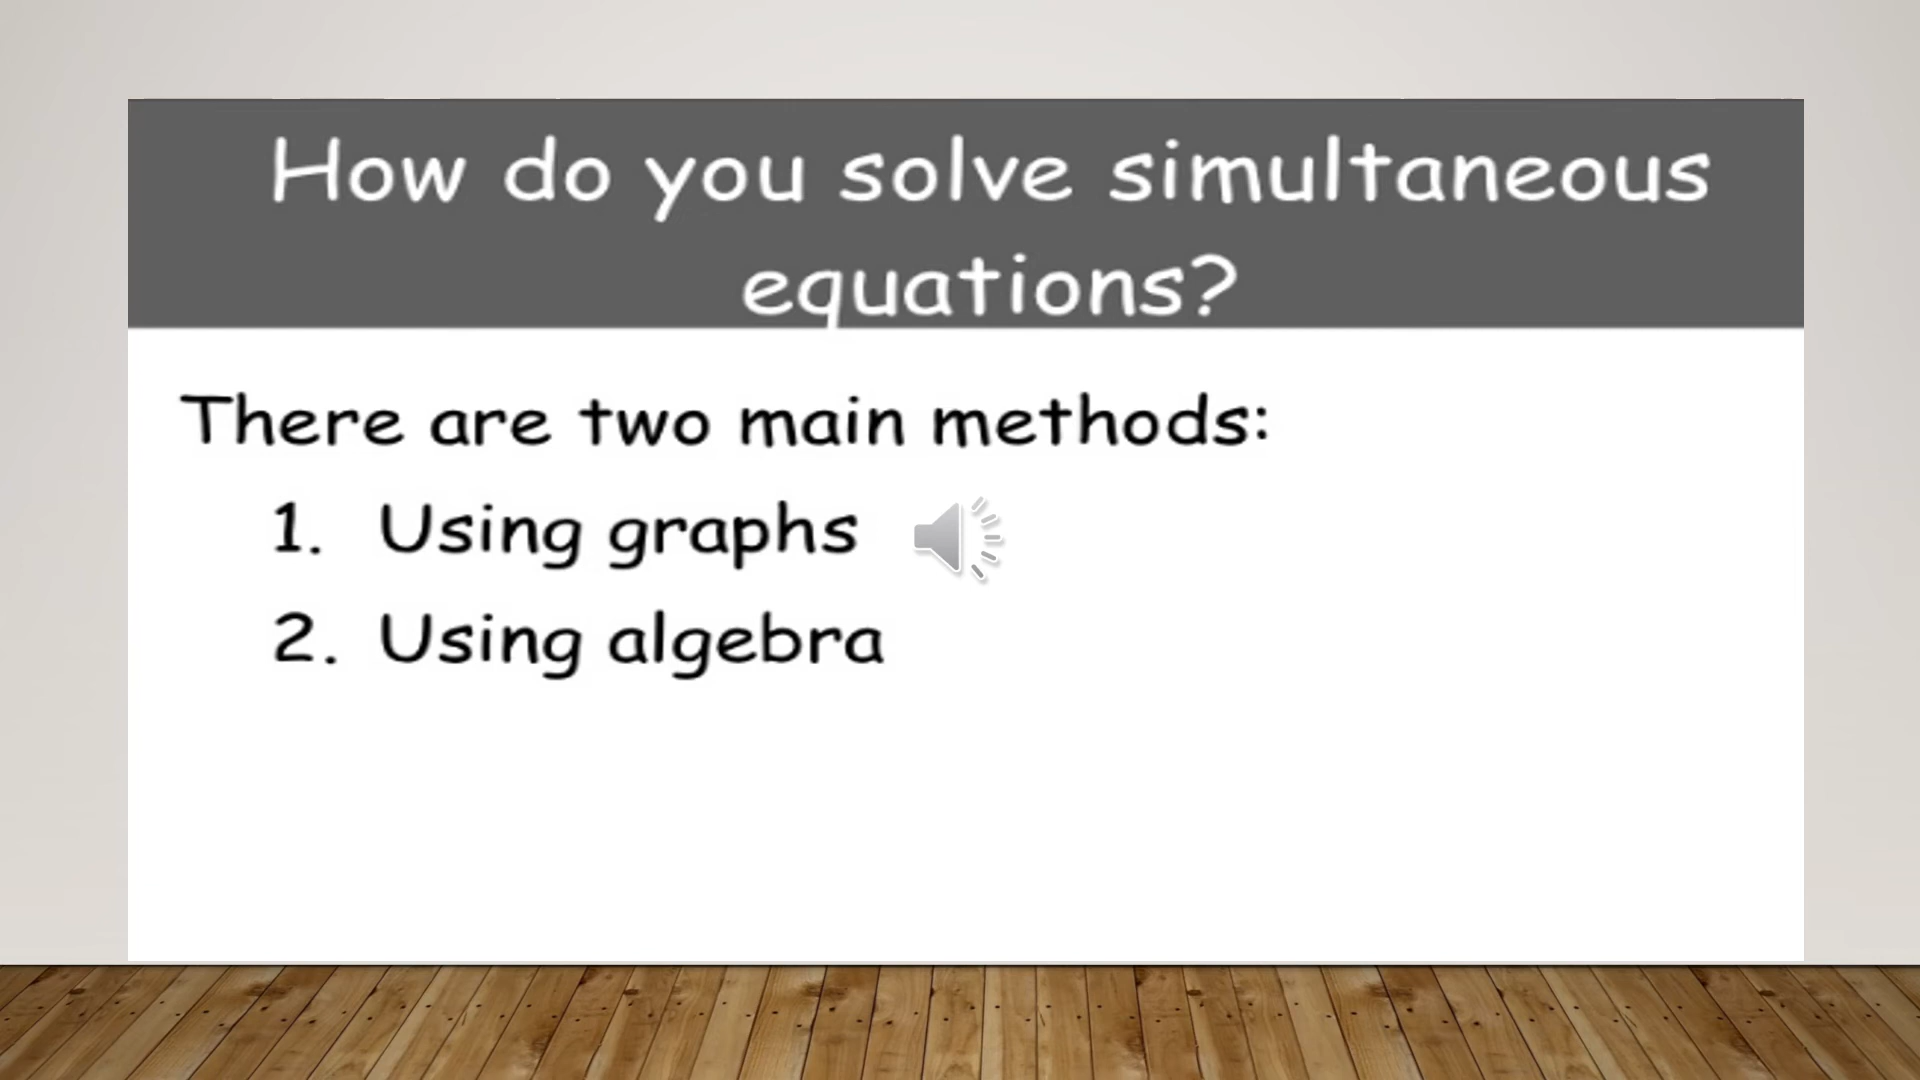 How do you solve simultaneous
equations?
There are two main methods:
1. Using graphs
2. Using algebra